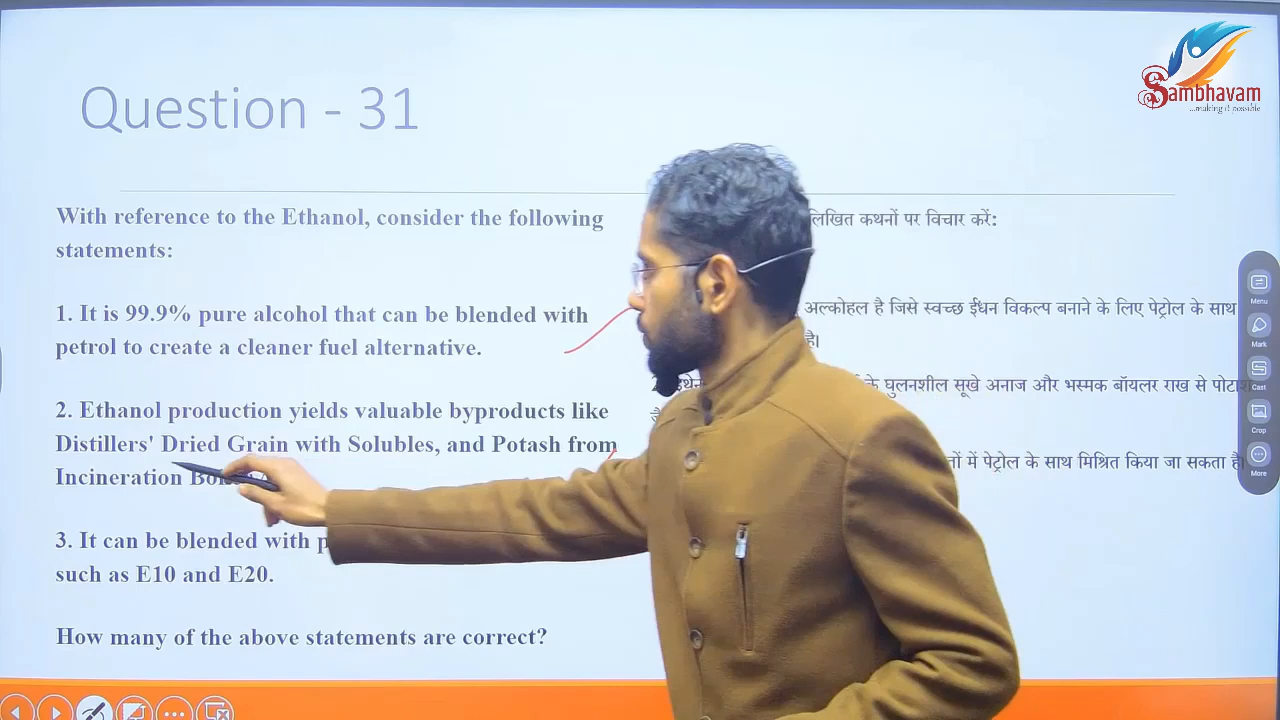 Sambhavam
...making it possible
Question - 31
With reference to the Ethanol, consider the following
statements:
1. It is 99.9% pure alcohol that can be blended with
petrol to create a cleaner fuel alternative.
2. Ethanol production yields valuable byproducts like
Distillers' Dried Grain with Solubles, and Potash from
Incineration
3. It can be blended with
such as E10 and E20.
How many of the above statements are correct?
लिखित कथनों पर विचार करें:
अल्कोहल है जिसे स्वच्छ ईंधन विकल्प बनाने के लिए पेट्रोल के साथ
है।
के घुलनशील सूखे अनाज और भस्मक बॉयलर राख से
में पेट्रोल के साथ मिश्रित किया जा सकता है।
Menu
Mark
Cast
Crop
More